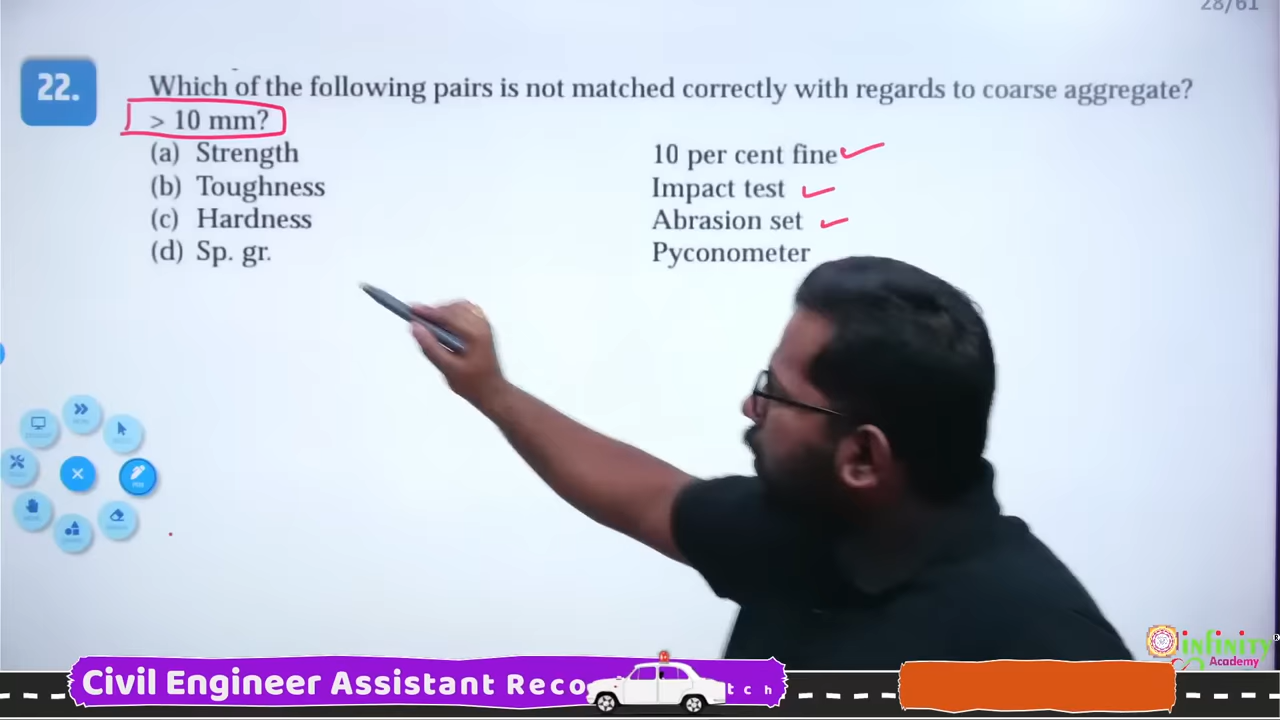 28/61
22.
Which of the following pairs is not matched correctly with regards to coarse aggregate?
> 10 mm?
(a) Strength 10 per cent fine
(b) Toughness Impact test
(c) Hardness Abrasion set
(d) Sp. gr. Pyconometer
infinity
Academy
Civil Engineer Assistant Reco tch